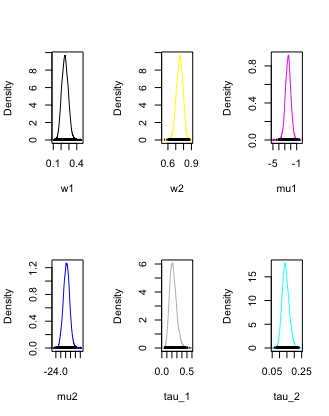 Density
0 2 4 6 8
0.1 0.4
w1
Density
0 2 4 6 8
0.6 0.9
w2
Density
0.0 0.4 0.8
-5 -1
mu1
Density
0.0 0.4 0.8 1.2
-24.0
mu2
Density
0 2 4 6
0.0 0.5
tau_1
Density
0 5 10 15
0.05 0.25
tau_2